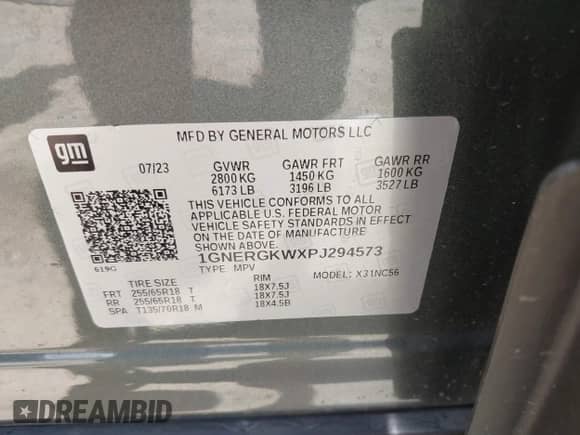 MFD BY GENERAL MOTORS LLC
gm
07/23 GVWR GAWR FRT GAWR RR
2800 KG 1450 KG 1600 KG
6173 LB 3196 LB 3527 LB
THIS VEHICLE CONFORMS TO ALL
APPLICABLE U.S. FEDERAL MOTOR
VEHICLE SAFETY STANDARDS IN EFFECT
ON THE DATE OF MANUFACTURE
SHOWN ABOVE.
1GNERGKWXPJ294573
619G
TYPE: MPV MODEL: X31NC56
TIRE SIZE RIM
FRT 255/65R18 T 18X7.5J
RR 255/65R18 T 18X7.5J
SPA T135/70R18 M 18X4.5B
DREAMBID